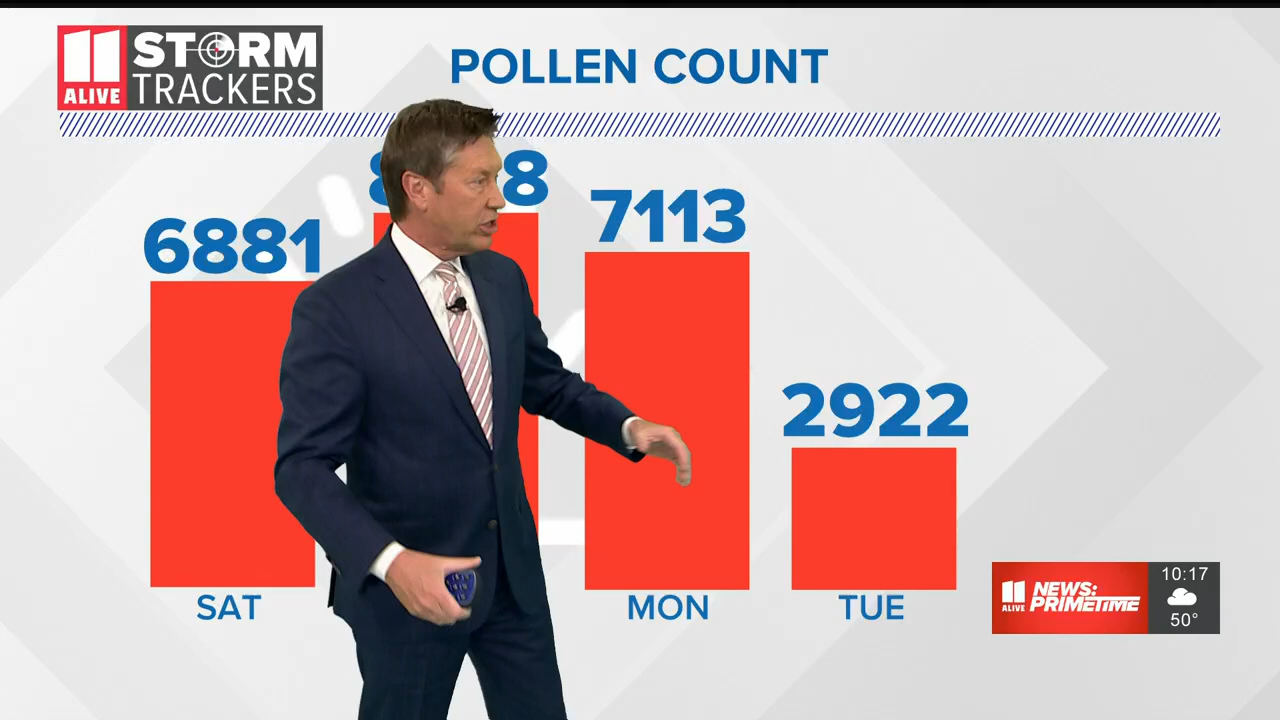 11 ALIVE
STORM
TRACKERS
POLLEN COUNT
6881
7113
2922
SAT
MON
TUE
11 ALIVE
NEWS:
PRIMETIME
10:17
50°